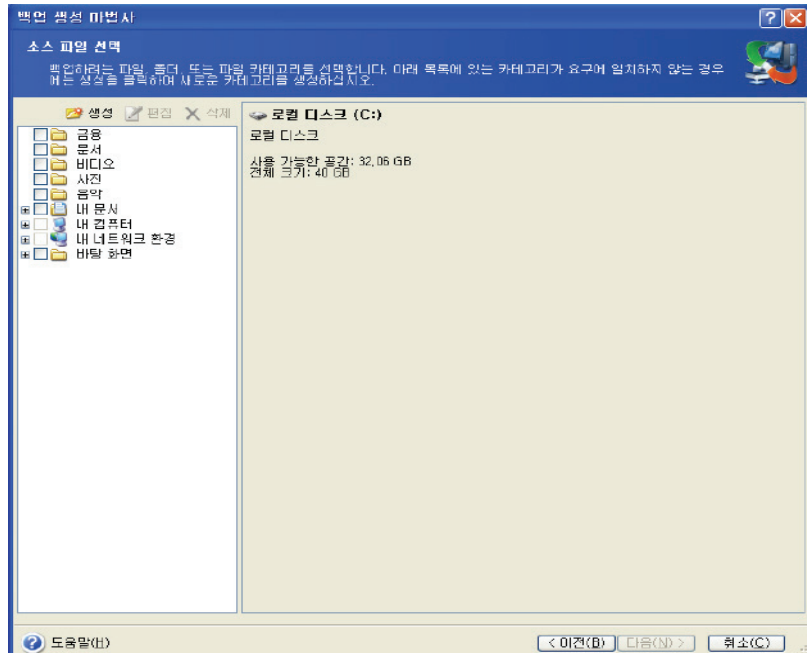 백업 생성 마법사
소스 파일 선택
백업하려는 파일, 폴더, 또는 파일 카테고리를 선택합니다. 아래 목록에 있는 카테고리가 요구에 일치하지 않는 경우
에는 생성을 클릭하여 새로운 카테고리를 생성하십시오.
생성 편집 삭제
금융
문서
비디오
사진
음악
내 문서
내 컴퓨터
내 네트워크 환경
바탕 화면
로컬 디스크 (C:)
로컬 디스크
사용 가능한 공간: 32,06 GB
전체 크기: 40 GB
도움말(H)
< 이전(B) 다음(N) > 취소(C)